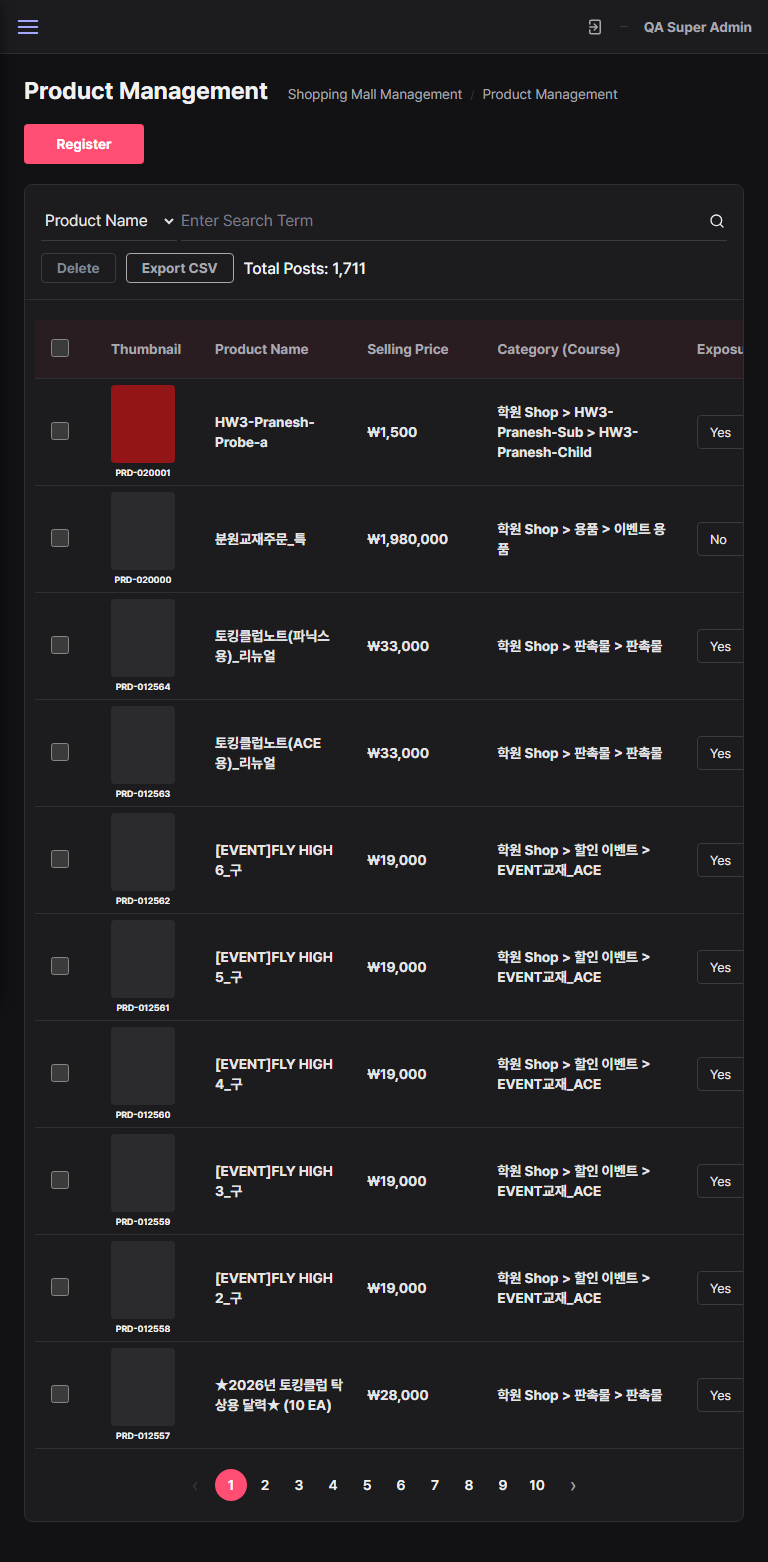 QA Super Admin
Product Management
Shopping Mall Management / Product Management
Register
Product Name
Enter Search Term
Delete
Export CSV
Total Posts: 1,711
Thumbnail
Product Name
Selling Price
Category (Course)
Exposu
PRD-020001
HW3-Pranesh-
Probe-a
₩1,500
학원 Shop > HW3-
Pranesh-Sub > HW3-
Pranesh-Child
Yes
PRD-020000
분원교재주문_특
₩1,980,000
학원 Shop > 용품 > 이벤트 용
품
No
PRD-012564
토킹클럽노트(파닉스
용)_리뉴얼
₩33,000
학원 Shop > 판촉물 > 판촉물
Yes
PRD-012563
토킹클럽노트(ACE
용)_리뉴얼
₩33,000
학원 Shop > 판촉물 > 판촉물
Yes
PRD-012562
[EVENT]FLY HIGH
6_구
₩19,000
학원 Shop > 할인 이벤트 >
EVENT교재_ACE
Yes
PRD-012561
[EVENT]FLY HIGH
5_구
₩19,000
학원 Shop > 할인 이벤트 >
EVENT교재_ACE
Yes
PRD-012560
[EVENT]FLY HIGH
4_구
₩19,000
학원 Shop > 할인 이벤트 >
EVENT교재_ACE
Yes
PRD-012559
[EVENT]FLY HIGH
3_구
₩19,000
학원 Shop > 할인 이벤트 >
EVENT교재_ACE
Yes
PRD-012558
[EVENT]FLY HIGH
2_구
₩19,000
학원 Shop > 할인 이벤트 >
EVENT교재_ACE
Yes
PRD-012557
★2026년 토킹클럽 탁
상용 달력★ (10 EA)
₩28,000
학원 Shop > 판촉물 > 판촉물
Yes
‹ 1 2 3 4 5 6 7 8 9 10 ›